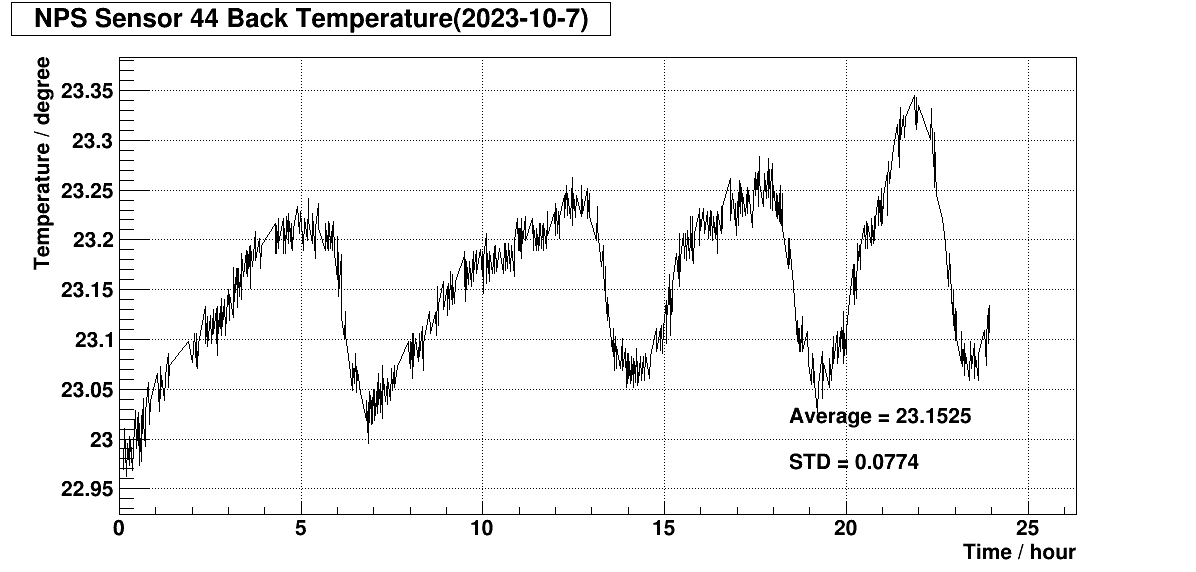 NPS Sensor 44 Back Temperature(2023-10-7)
Temperature / degree
23.35
23.3
23.25
23.2
23.15
23.1
23.05
23
22.95
Average = 23.1525
STD = 0.0774
0 5 10 15 20 25
Time / hour